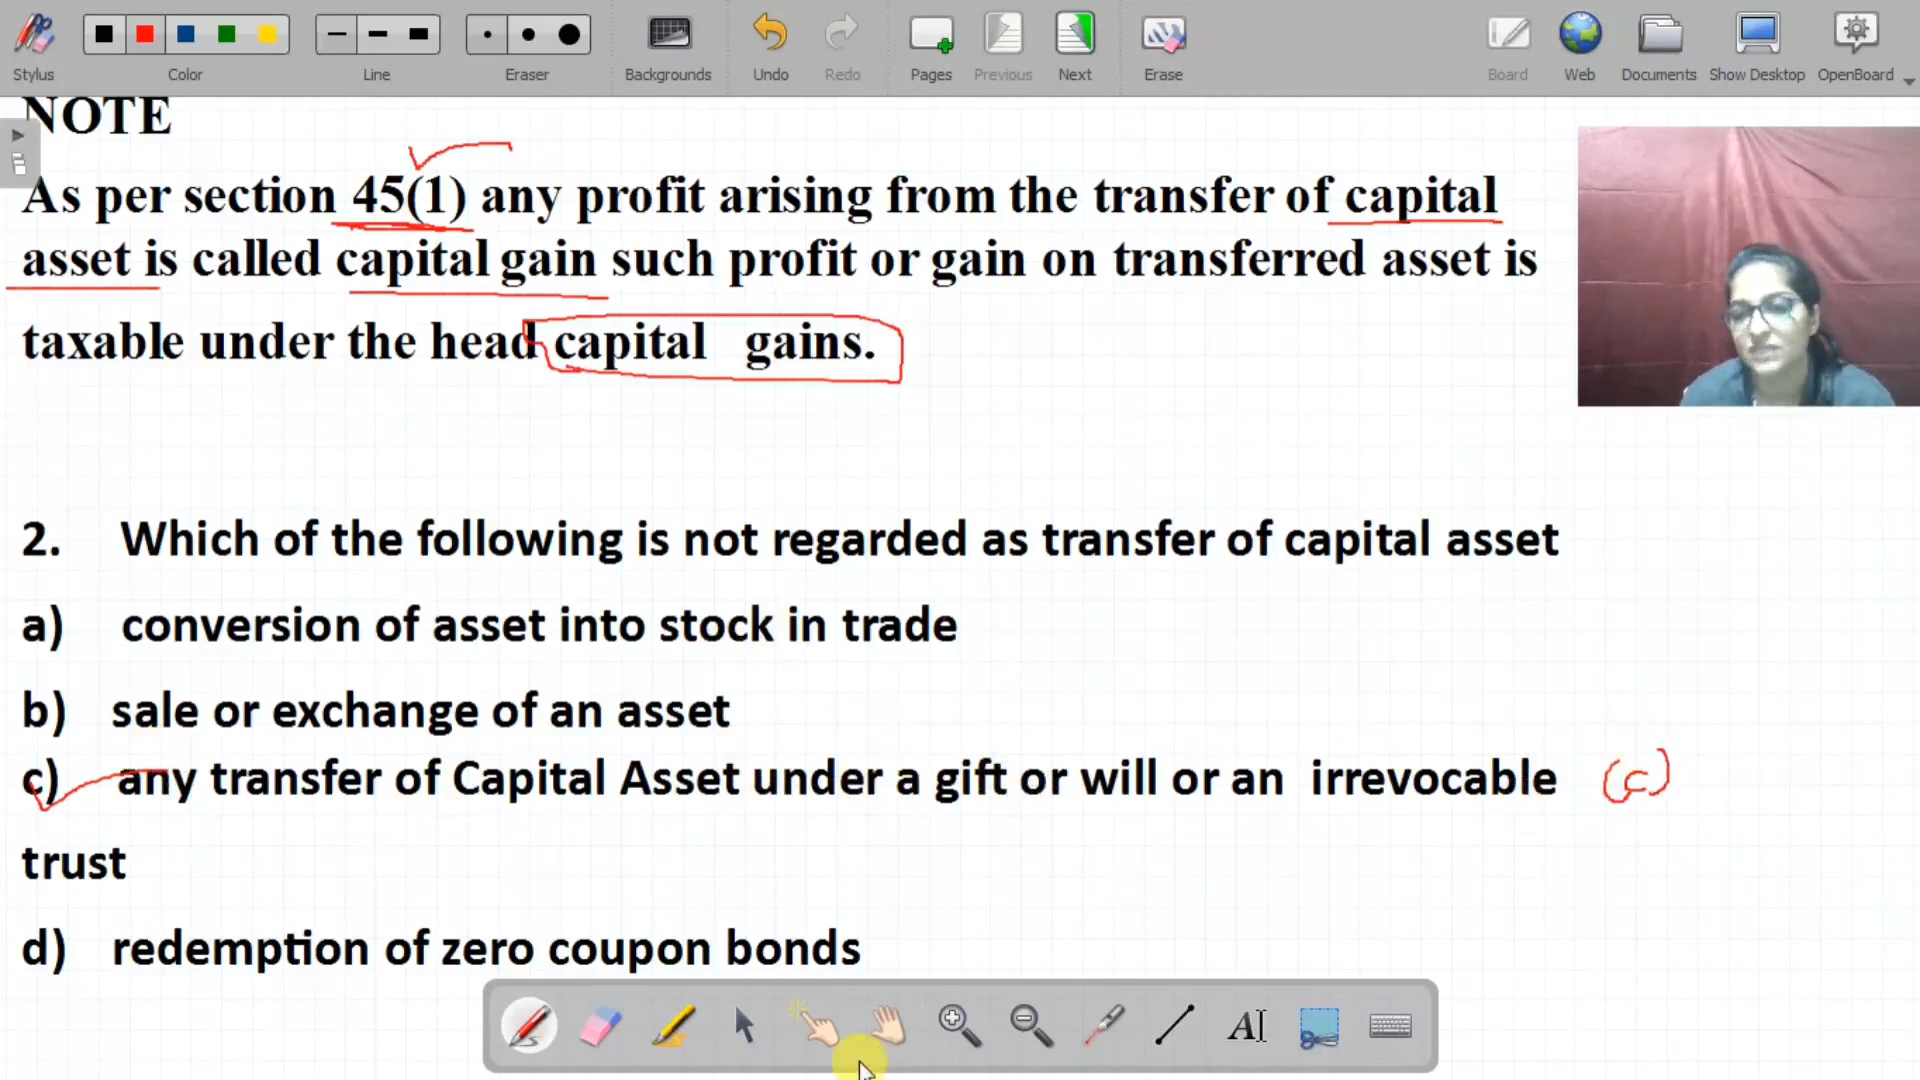 Stylus
Color
Line
Eraser
Backgrounds
Undo
Redo
Pages
Previous
Next
Erase
Board
Web
Documents
Show Desktop
OpenBoard
NOTE
As per section 45(1) any profit arising from the transfer of capital
asset is called capital gain such profit or gain on transferred asset is
taxable under the head capital gains.
2. Which of the following is not regarded as transfer of capital asset
a) conversion of asset into stock in trade
b) sale or exchange of an asset
c) any transfer of Capital Asset under a gift or will or an irrevocable (c)
trust
d) redemption of zero coupon bonds
AI